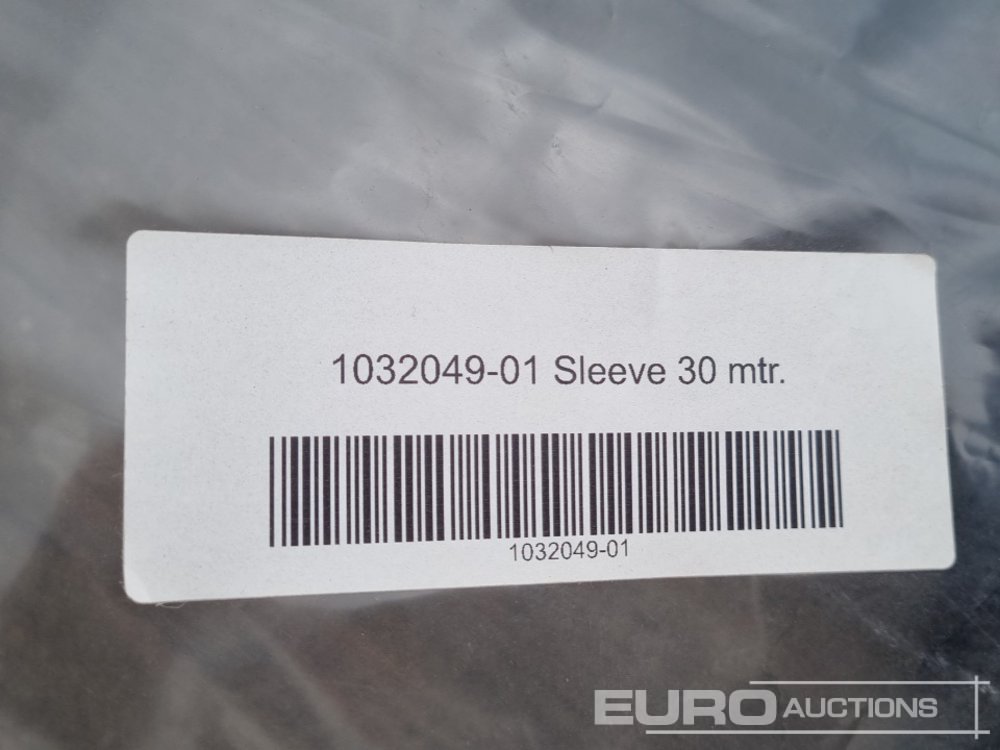 1032049-01 Sleeve 30 mtr.
1032049-01
EURO AUCTIONS